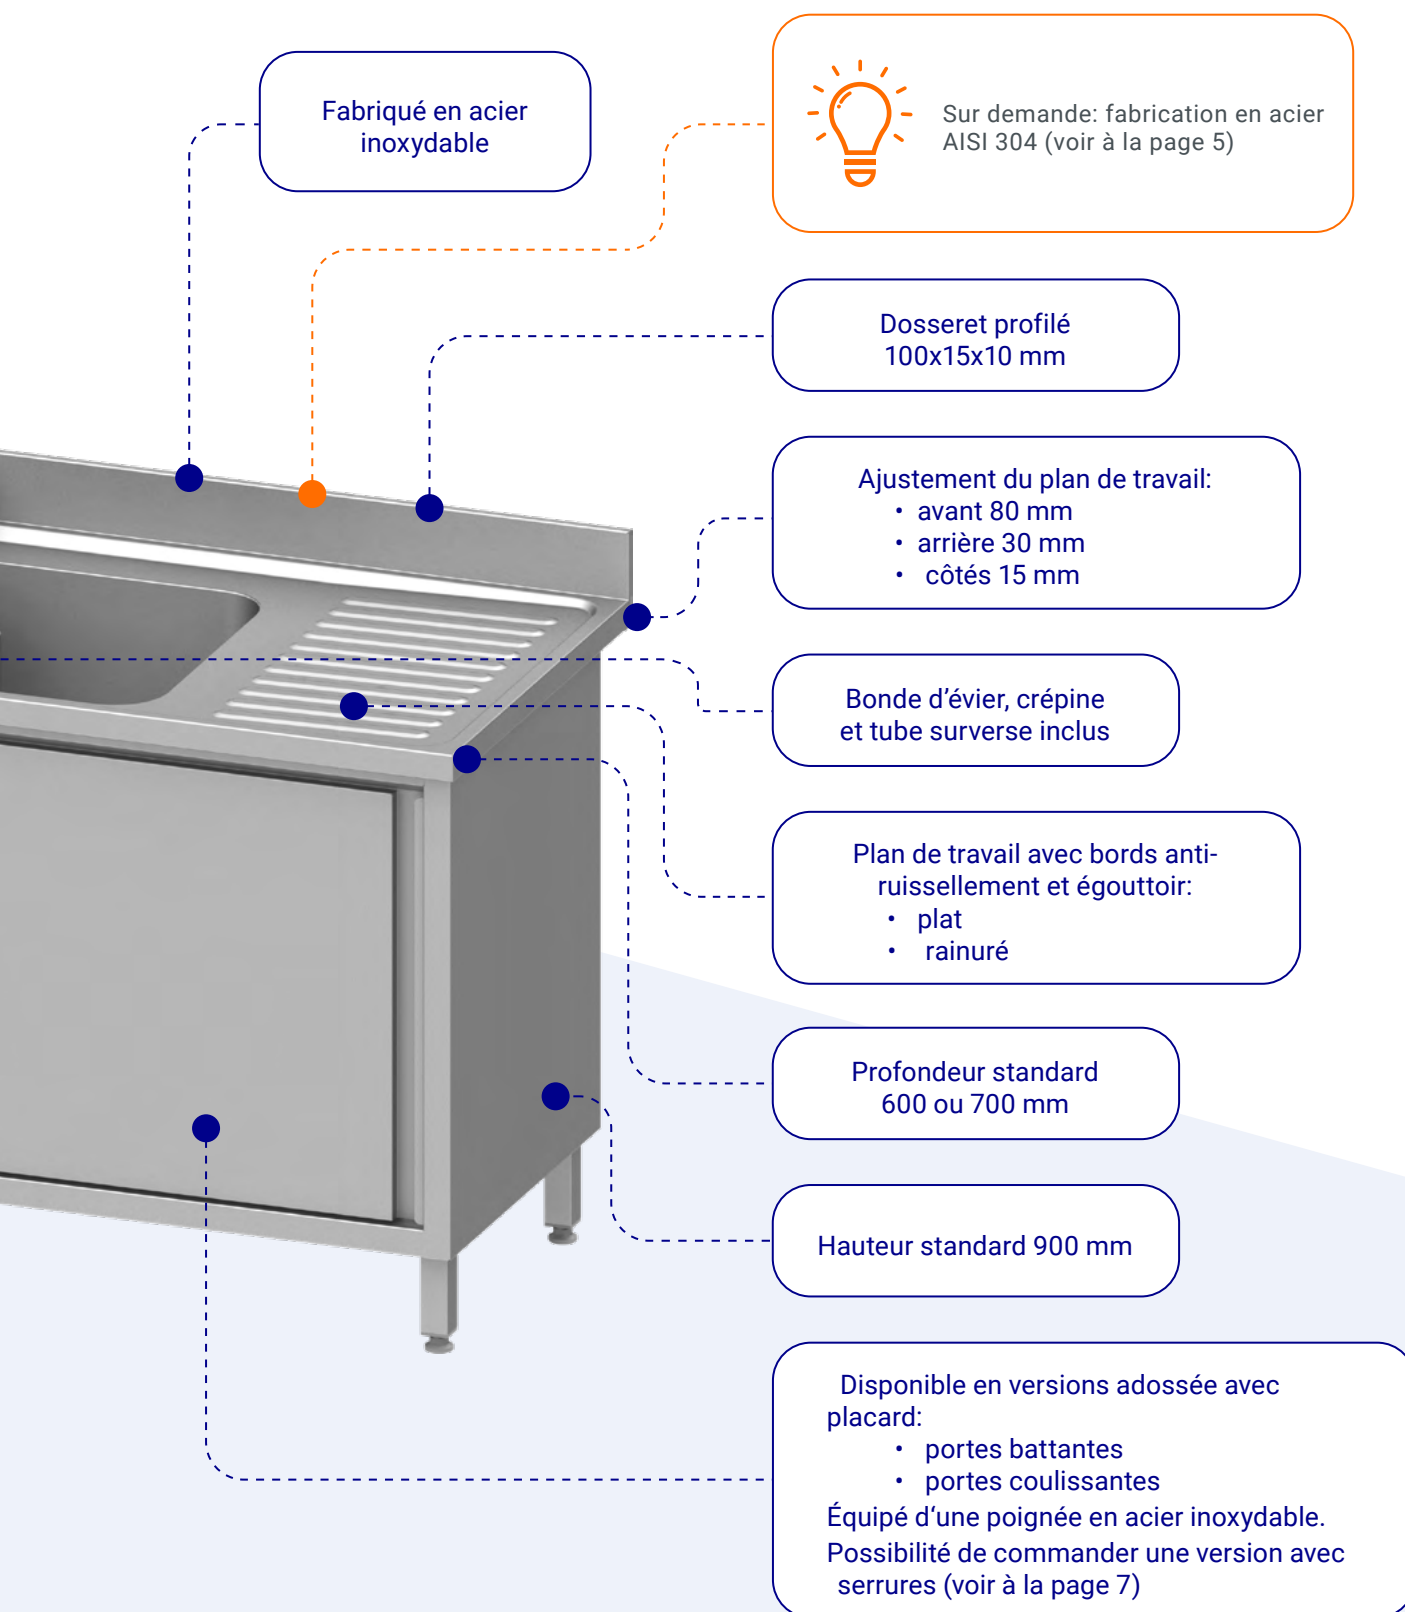 Fabriqué en acier
inoxydable
Sur demande: fabrication en acier
AISI 304 (voir à la page 5)
Dosseret profilé
100x15x10 mm
Ajustement du plan de travail:
• avant 80 mm
• arrière 30 mm
• côtés 15 mm
Bonde d’évier, crépine
et tube surverse inclus
Plan de travail avec bords anti-
ruissellement et égouttoir:
• plat
• rainuré
Profondeur standard
600 ou 700 mm
Hauteur standard 900 mm
Disponible en versions adossée avec
placard:
• portes battantes
• portes coulissantes
Équipé d‘une poignée en acier inoxydable.
Possibilité de commander une version avec
serrures (voir à la page 7)